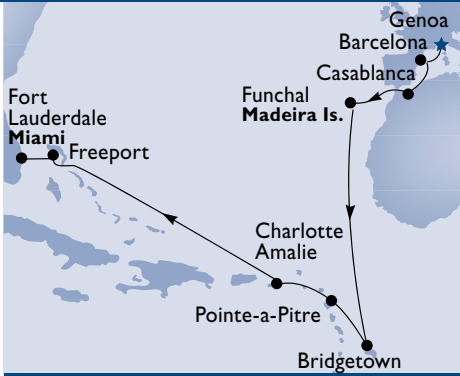 Genoa
Barcelona
Casablanca
Funchal
Madeira Is.
Fort
Lauderdale
Miami
Freeport
Charlotte
Amalie
Pointe-a-Pitre
Bridgetown